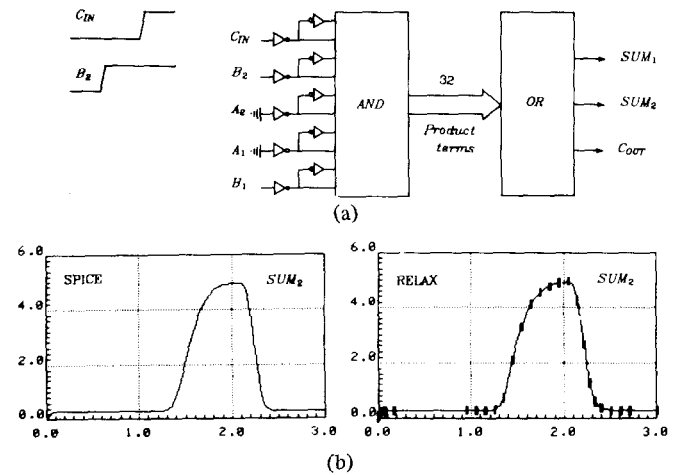 C_IN
B_2
C_IN
B_2
A_2
A_1
B_1
AND
32
Product
terms
OR
SUM_1
SUM_2
C_OUT
(a)
6.0
4.0
2.0
0.0
SPICE
SUM_2
0.0 1.0 2.0 3.0
6.0
4.0
2.0
0.0
RELAX
SUM_2
0.0 1.0 2.0 3.0
(b)